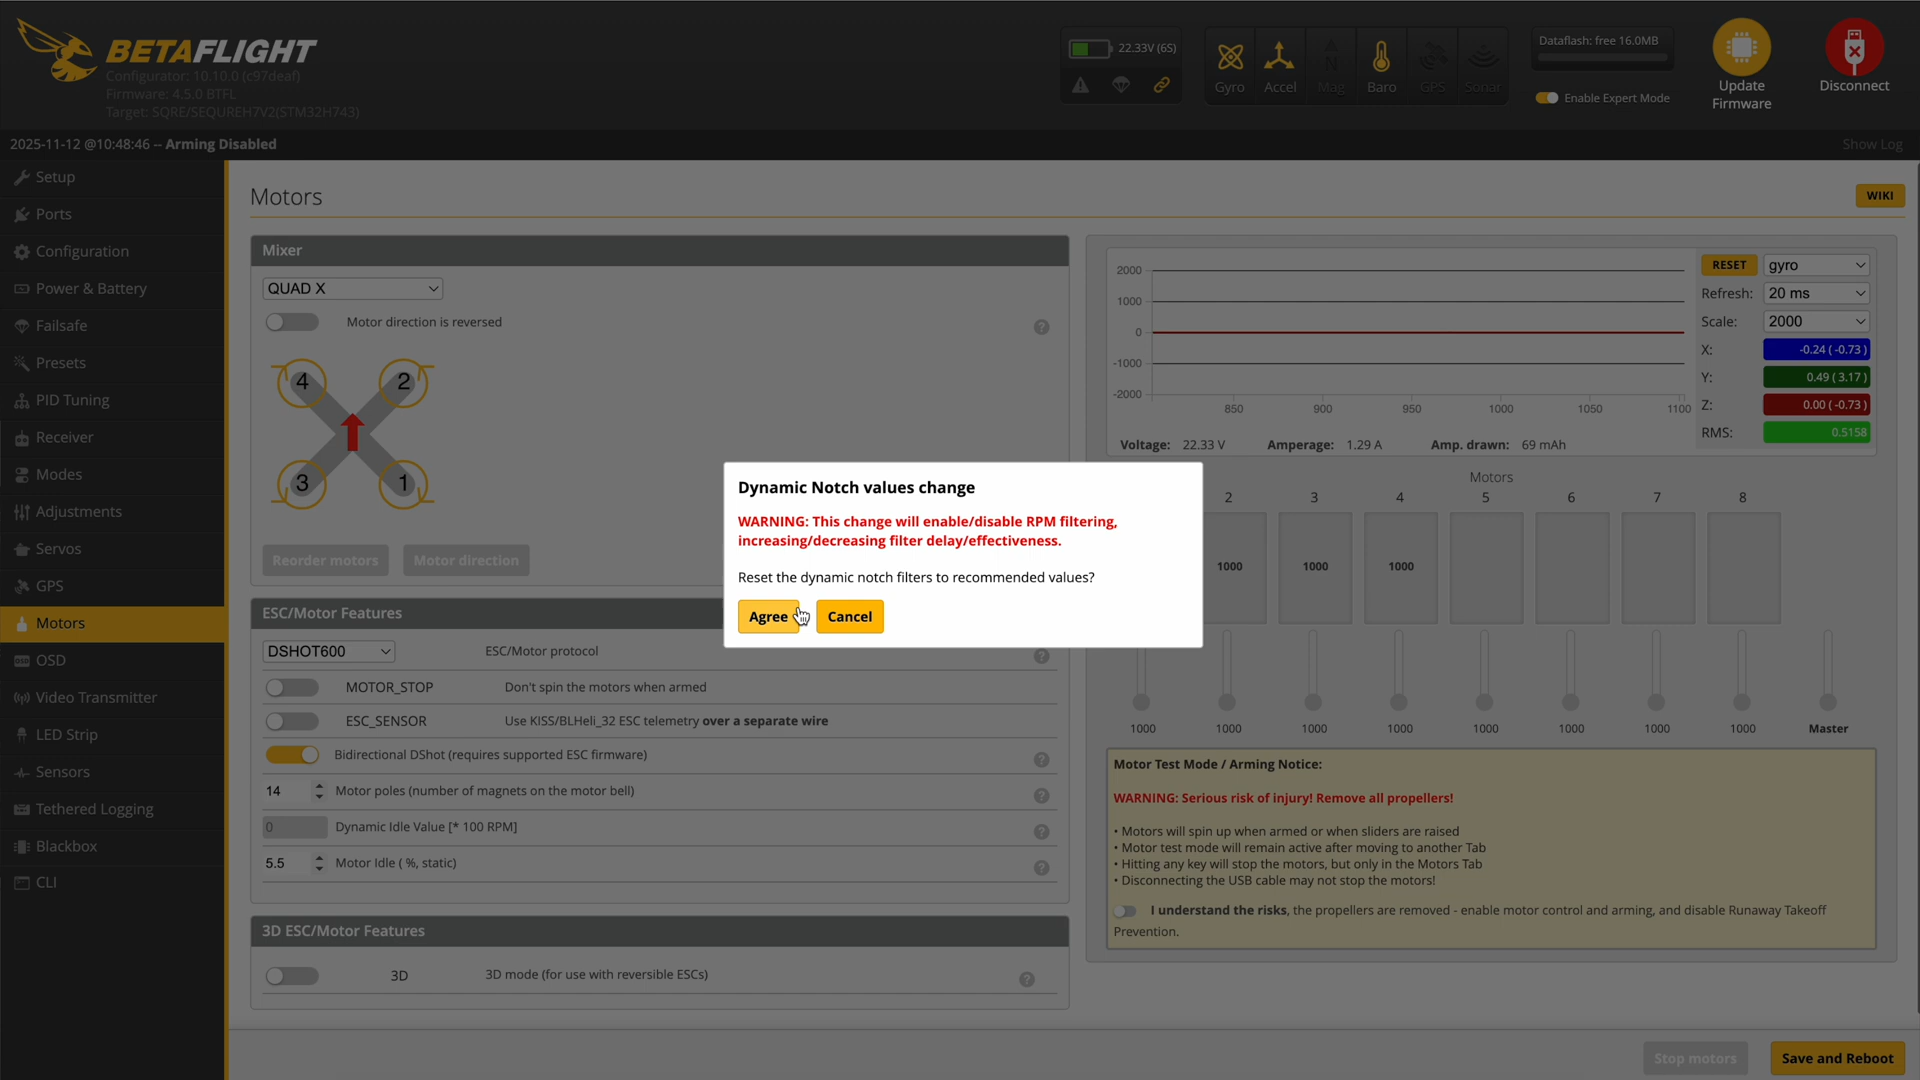 BETAFLIGHT
Configurator: 10.10.0 (c97deaf)
Firmware: 4.5.0 BTFL
Target: SQRE/SEQUREH7V2(STM32H743)
22.33V (6S)
Gyro
Accel
Mag
Baro
GPS
Sonar
Dataflash: free 16.0MB
Enable Expert Mode
Update
Firmware
Disconnect
2025-11-12 @10:48:46 -- Arming Disabled
Show Log
Setup
Ports
Configuration
Power & Battery
Failsafe
Presets
PID Tuning
Receiver
Modes
Adjustments
Servos
GPS
Motors
OSD
Video Transmitter
LED Strip
Sensors
Tethered Logging
Blackbox
CLI
Motors
WIKI
Mixer
QUAD X
Motor direction is reversed
?
4
2
3
1
Reorder motors
Motor direction
ESC/Motor Features
DSHOT600
ESC/Motor protocol
?
MOTOR_STOP
Don't spin the motors when armed
ESC_SENSOR
Use KISS/BLHeli_32 ESC telemetry over a separate wire
Bidirectional DShot (requires supported ESC firmware)
?
14
Motor poles (number of magnets on the motor bell)
?
0
Dynamic Idle Value [* 100 RPM]
?
5.5
Motor Idle ( %, static)
?
3D ESC/Motor Features
3D
3D mode (for use with reversible ESCs)
?
Dynamic Notch values change
WARNING: This change will enable/disable RPM filtering,
increasing/decreasing filter delay/effectiveness.
Reset the dynamic notch filters to recommended values?
Agree
Cancel
2000
1000
0
-1000
-2000
850
900
950
1000
1050
1100
RESET
gyro
Refresh:
20 ms
Scale:
2000
X:
-0.24 ( -0.73 )
Y:
0.49 ( 3.17 )
Z:
0.00 ( -0.73 )
RMS:
0.5158
Voltage: 22.33 V
Amperage: 1.29 A
Amp. drawn: 69 mAh
Motors
2
3
4
5
6
7
8
1000
1000
1000
1000
1000
1000
1000
1000
1000
1000
1000
Master
Motor Test Mode / Arming Notice:
WARNING: Serious risk of injury! Remove all propellers!
• Motors will spin up when armed or when sliders are raised
• Motor test mode will remain active after moving to another Tab
• Hitting any key will stop the motors, but only in the Motors Tab
• Disconnecting the USB cable may not stop the motors!
I understand the risks, the propellers are removed - enable motor control and arming, and disable Runaway Takeoff
Prevention.
Stop motors
Save and Reboot